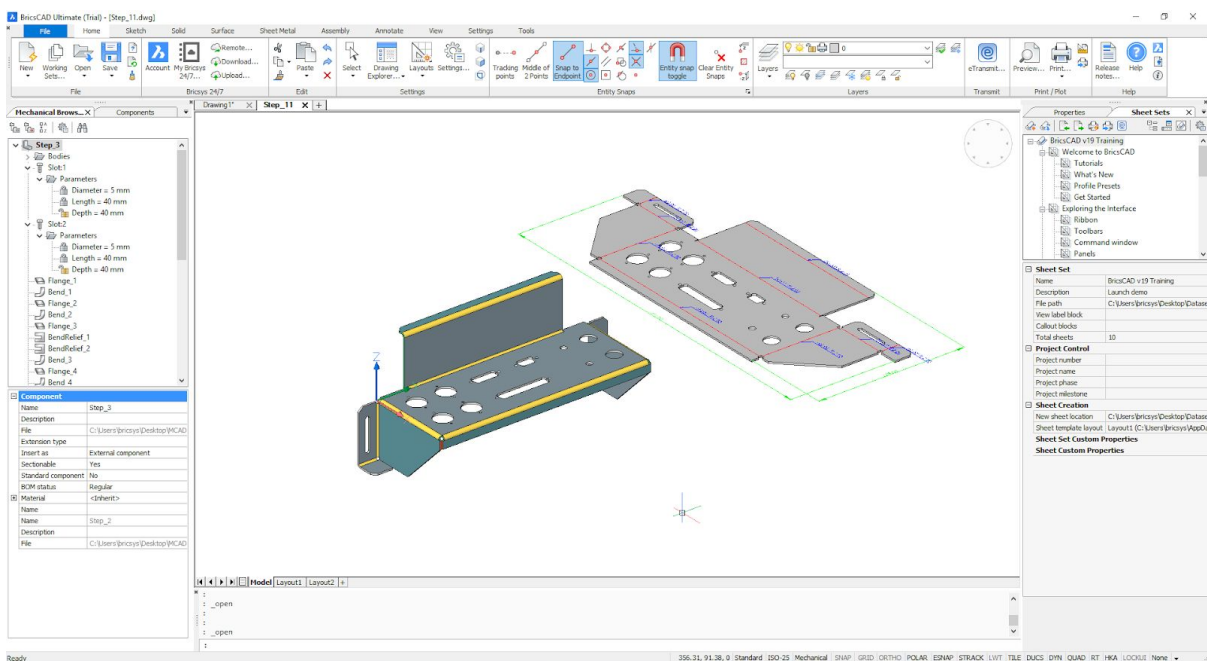 BricsCAD Ultimate (Trial) - [Step_11.dwg]
File Home Sketch Solid Surface Sheet Metal Assembly Annotate View Settings Tools
New Working Sets... Open Save Account My Bricsys 24/7... Remote... Download... Upload... Paste Select Drawing Explorer... Layouts Settings... Tracking points Middle of 2 Points Snap to Endpoint Entity snap toggle Clear Entity Snaps Layers 0 eTransmit... Preview... Print... Release notes... Help
File Bricsys 24/7 Edit Settings Entity Snaps Layers Transmit Print / Plot Help
Mechanical Brows... X Components
Drawing1* Step_11
Step_3
Bodies
Slot:1
Parameters
Diameter = 5 mm
Length = 40 mm
Depth = 40 mm
Slot:2
Parameters
Diameter = 5 mm
Length = 40 mm
Depth = 40 mm
Flange_1
Bend_1
Flange_2
Bend_2
Flange_3
BendRelief_1
BendRelief_2
Bend_3
Flange_4
Bend 4
Component
Name Step_3
Description
File C:\Users\bricsys\Desktop\MCAD
Extension type
Insert as External component
Sectionable Yes
Standard component No
BOM status Regular
Material <Inherit>
Name
Name Step_2
Description
File C:\Users\bricsys\Desktop\MCAD
Z
Model Layout1 Layout2 +
:
: _open
:
:
: _open
:
Properties Sheet Sets X
BricsCAD v19 Training
Welcome to BricsCAD
Tutorials
What's New
Profile Presets
Get Started
Exploring the Interface
Ribbon
Toolbars
Command window
Panels
Sheet Set
Name BricsCAD v19 Training
Description Launch demo
File path C:\Users\bricsys\Desktop\Datase
View label block
Callout blocks
Total sheets 10
Project Control
Project number
Project name
Project phase
Project milestone
Sheet Creation
New sheet location C:\Users\bricsys\Desktop\Datase
Sheet template layout Layout1 (C:\Users\bricsys\AppDa
Sheet Set Custom Properties
Sheet Custom Properties
Ready 356.31, 91.38, 0 Standard ISO-25 Mechanical SNAP GRID ORTHO POLAR ESNAP STRACK LWT TILE DUCS DYN QUAD RT HKA LOCKUI None